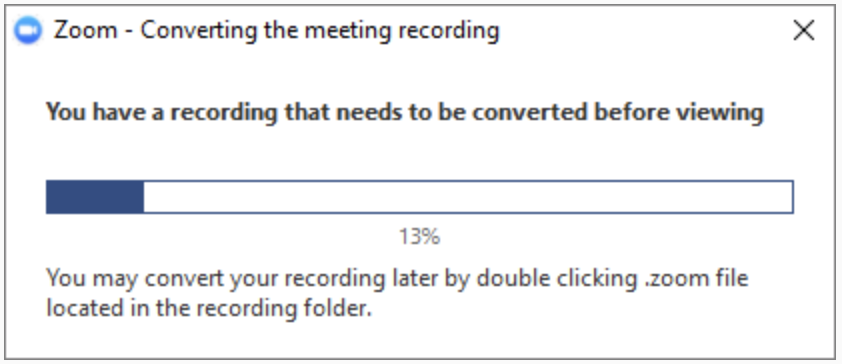 Zoom - Converting the meeting recording
You have a recording that needs to be converted before viewing
13%
You may convert your recording later by double clicking .zoom file
located in the recording folder.